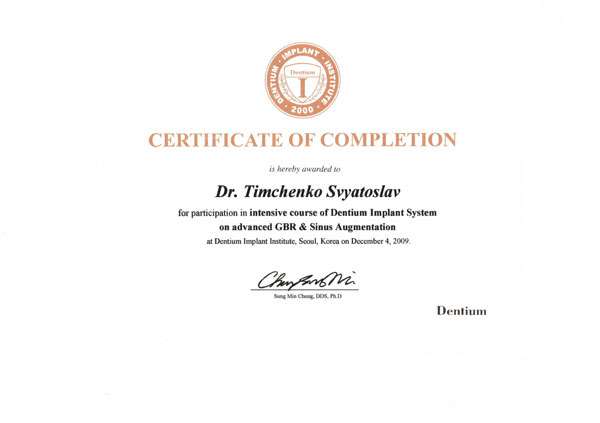 DENTIUM IMPLANT INSTITUTE
Dentium
I
2000
CERTIFICATE OF COMPLETION
is hereby awarded to
Dr. Timchenko Svyatoslav
for participation in intensive course of Dentium Implant System
on advanced GBR & Sinus Augmentation
at Dentium Implant Institute, Seoul, Korea on December 4, 2009.
Sung Min Chung, DDS, Ph.D
Dentium